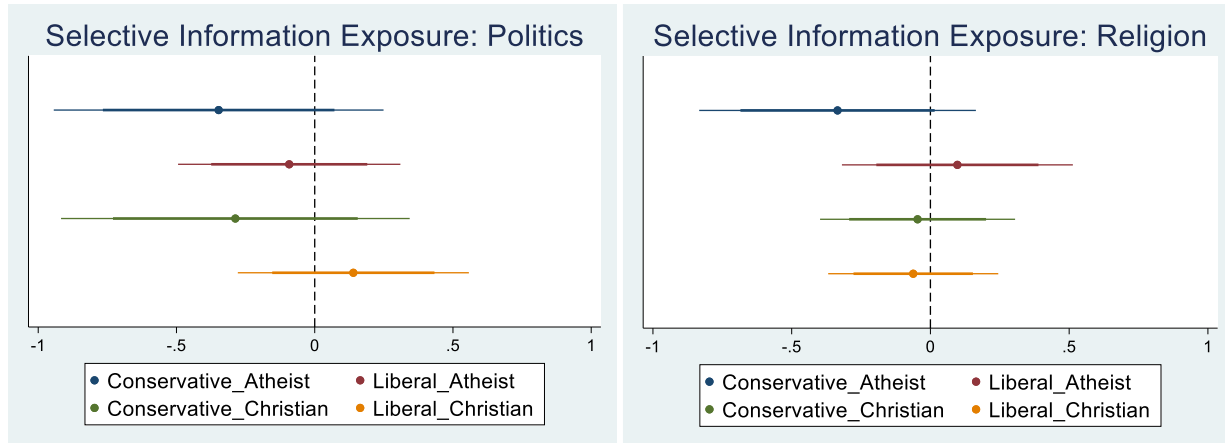 Selective Information Exposure: Politics
-1 -.5 0 .5 1
Conservative_Atheist Liberal_Atheist
Conservative_Christian Liberal_Christian
Selective Information Exposure: Religion
-1 -.5 0 .5 1
Conservative_Atheist Liberal_Atheist
Conservative_Christian Liberal_Christian